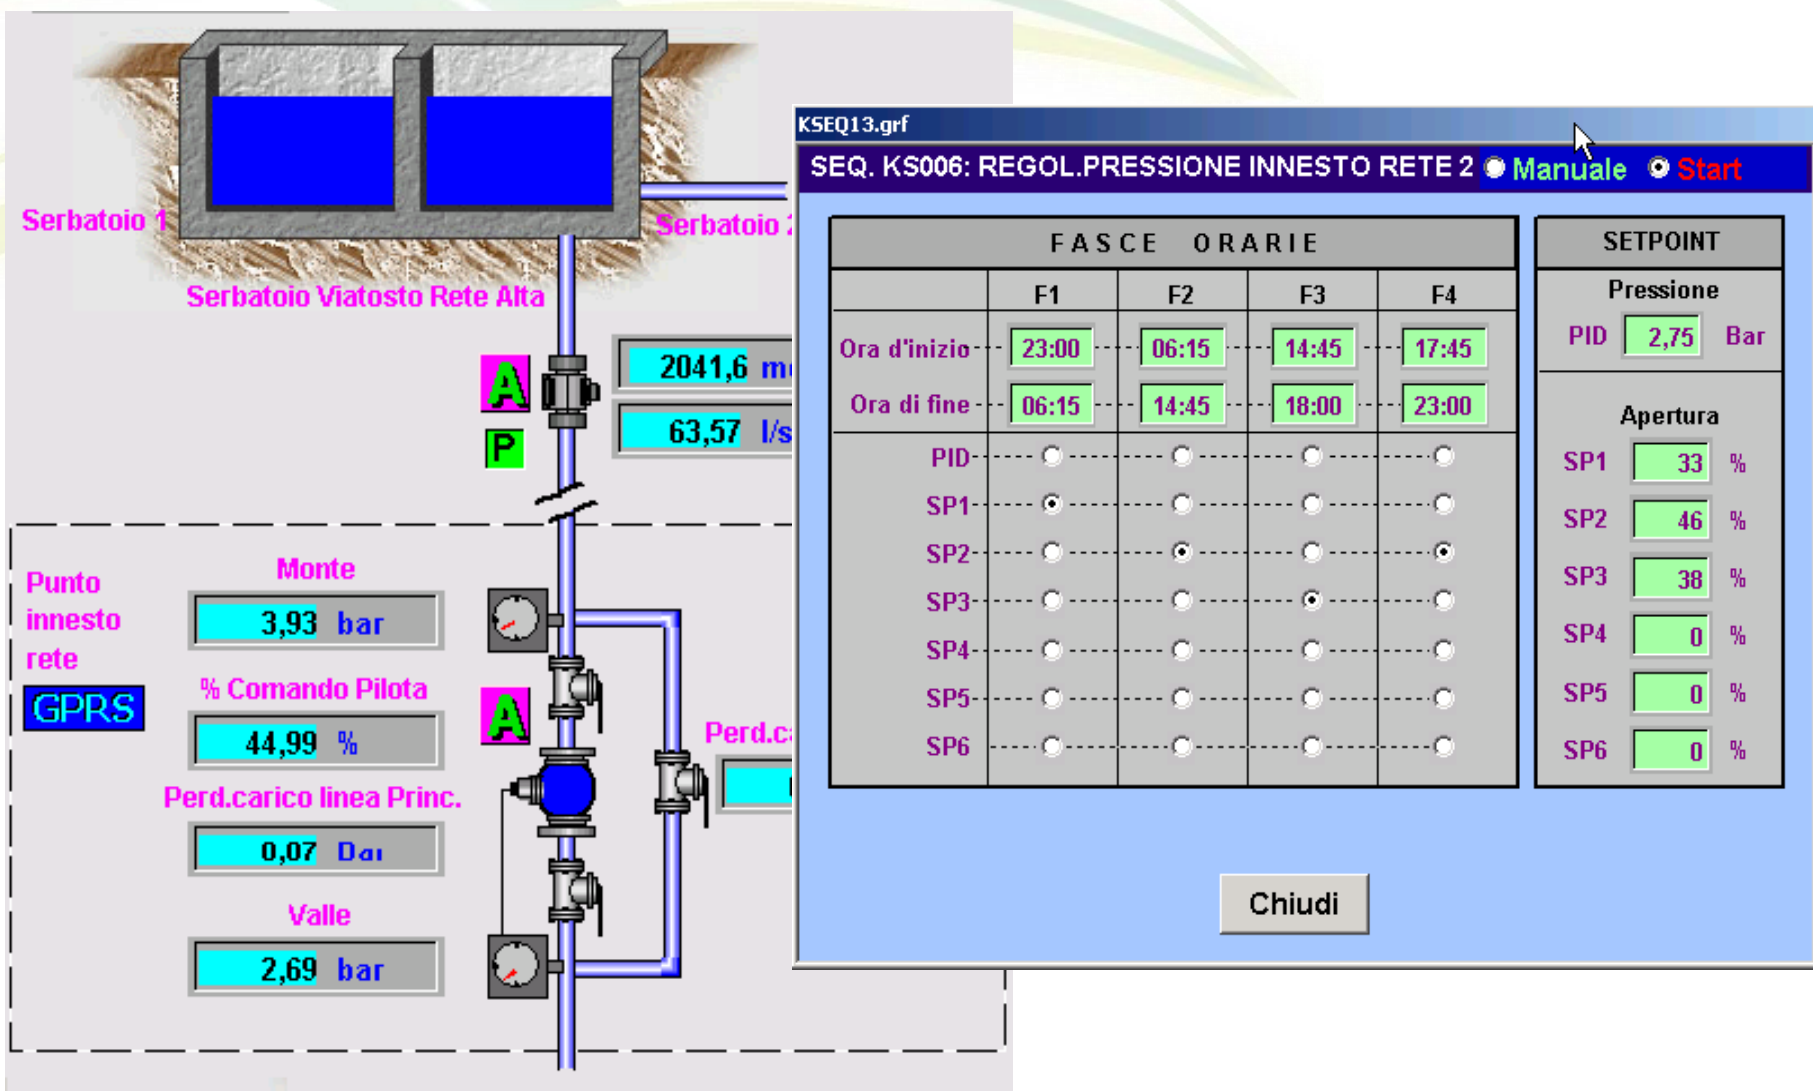 Serbatoio 1
Serbatoio
Serbatoio Viatosto Rete Alta
A
2041,6
P
63,57 l/s
Punto
innesto
rete
GPRS
Monte
3,93 bar
% Comando Pilota
44,99 %
A
Perd.carico linea Princ.
0,07
Valle
2,69 bar
KSEQ13.grf
SEQ. KS006: REGOL.PRESSIONE INNESTO RETE 2 Manuale Start
FASCE ORARIE
F1 F2 F3 F4
Ora d'inizio 23:00 06:15 14:45 17:45
Ora di fine 06:15 14:45 18:00 23:00
PID
SP1
SP2
SP3
SP4
SP5
SP6
SETPOINT
Pressione
PID 2,75 Bar
Apertura
SP1 33 %
SP2 46 %
SP3 38 %
SP4 0 %
SP5 0 %
SP6 0 %
Chiudi